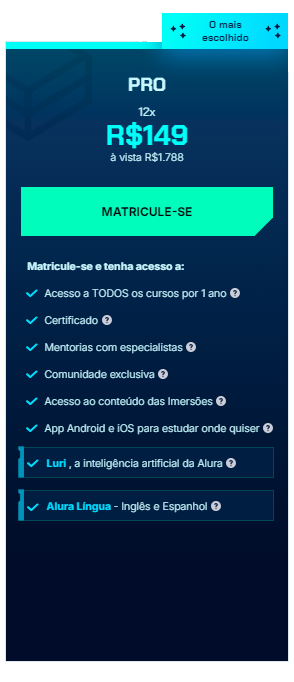 O mais
escolhido
PRO
12x
R$149
à vista R$1.788
MATRICULE-SE
Matricule-se e tenha acesso a:
Acesso a TODOS os cursos por 1 ano ?
Certificado ?
Mentorias com especialistas ?
Comunidade exclusiva ?
Acesso ao conteúdo das Imersões ?
App Android e iOS para estudar onde quiser ?
Luri , a inteligência artificial da Alura ?
Alura Língua - Inglês e Espanhol ?